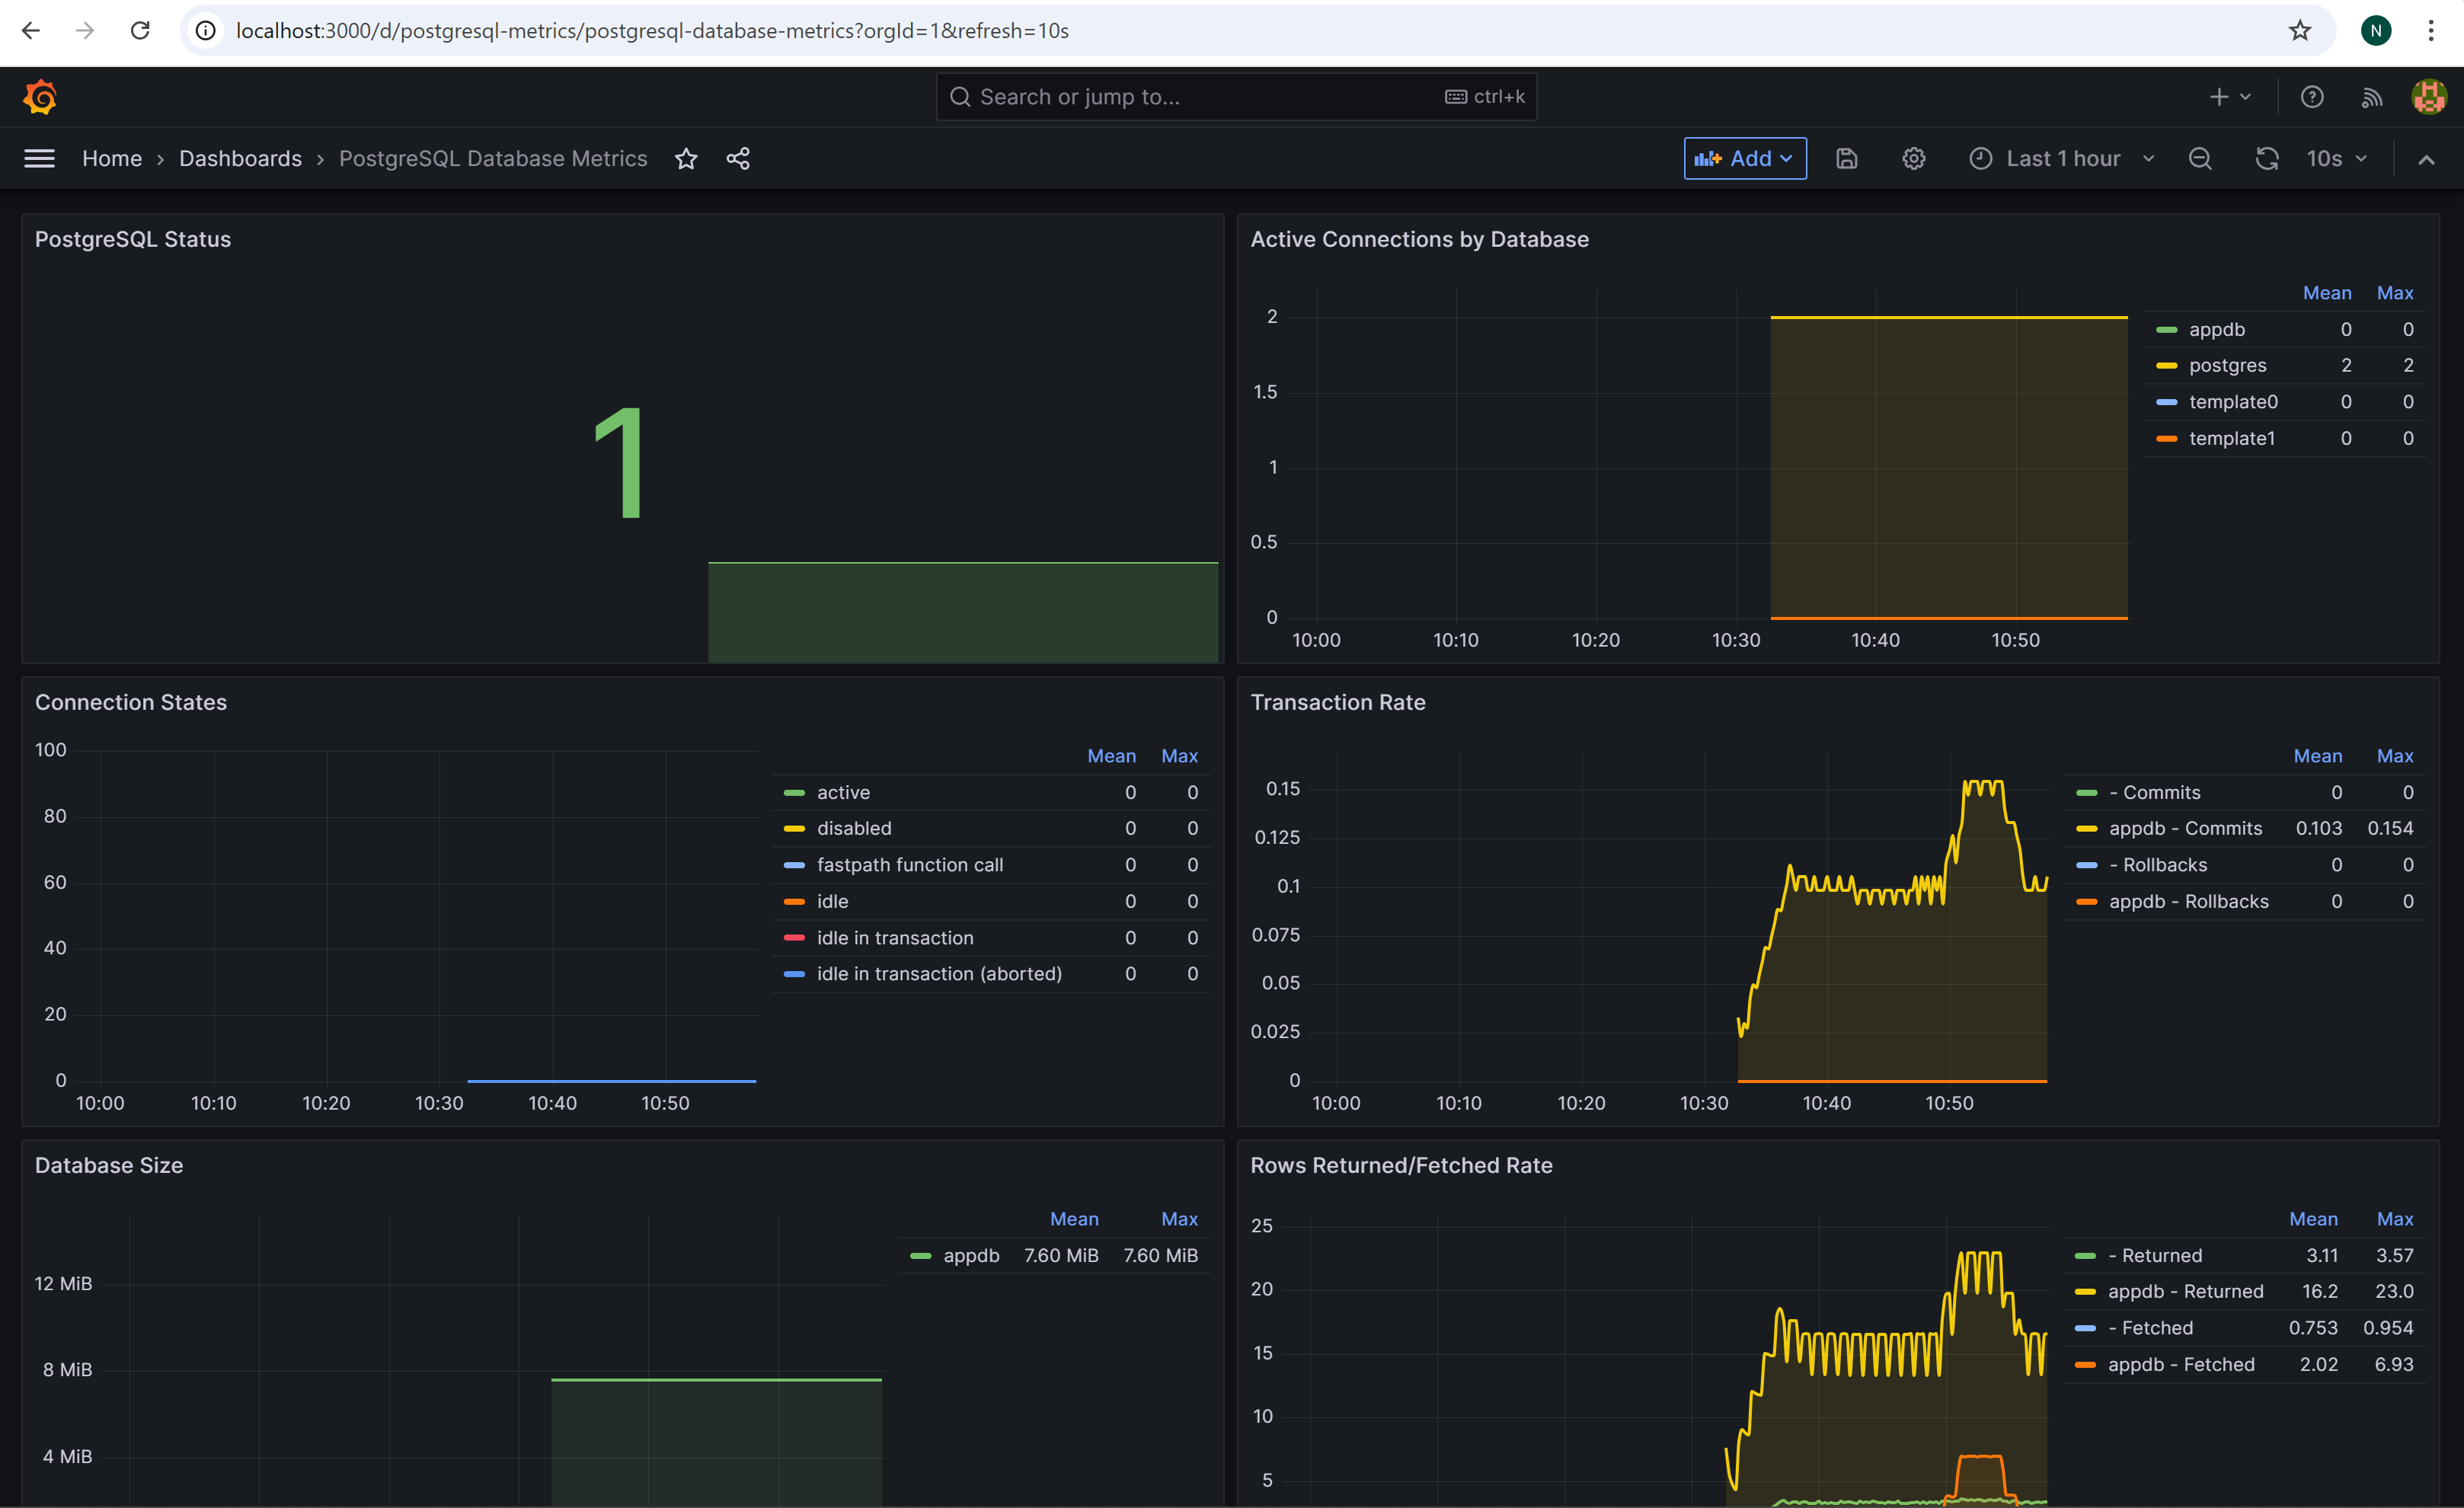 localhost:3000/d/postgresql-metrics/postgresql-database-metrics?orgId=1&refresh=10s
N
Search or jump to...
ctrl+k
Home › Dashboards › PostgreSQL Database Metrics
Add
Last 1 hour
10s
PostgreSQL Status
1
Active Connections by Database
2
1.5
1
0.5
0
10:00 10:10 10:20 10:30 10:40 10:50
Mean Max
appdb 0 0
postgres 2 2
template0 0 0
template1 0 0
Connection States
100
80
60
40
20
0
10:00 10:10 10:20 10:30 10:40 10:50
Mean Max
active 0 0
disabled 0 0
fastpath function call 0 0
idle 0 0
idle in transaction 0 0
idle in transaction (aborted) 0 0
Transaction Rate
0.15
0.125
0.1
0.075
0.05
0.025
0
10:00 10:10 10:20 10:30 10:40 10:50
Mean Max
- Commits 0 0
appdb - Commits 0.103 0.154
- Rollbacks 0 0
appdb - Rollbacks 0 0
Database Size
12 MiB
8 MiB
4 MiB
Mean Max
appdb 7.60 MiB 7.60 MiB
Rows Returned/Fetched Rate
25
20
15
10
5
Mean Max
- Returned 3.11 3.57
appdb - Returned 16.2 23.0
- Fetched 0.753 0.954
appdb - Fetched 2.02 6.93